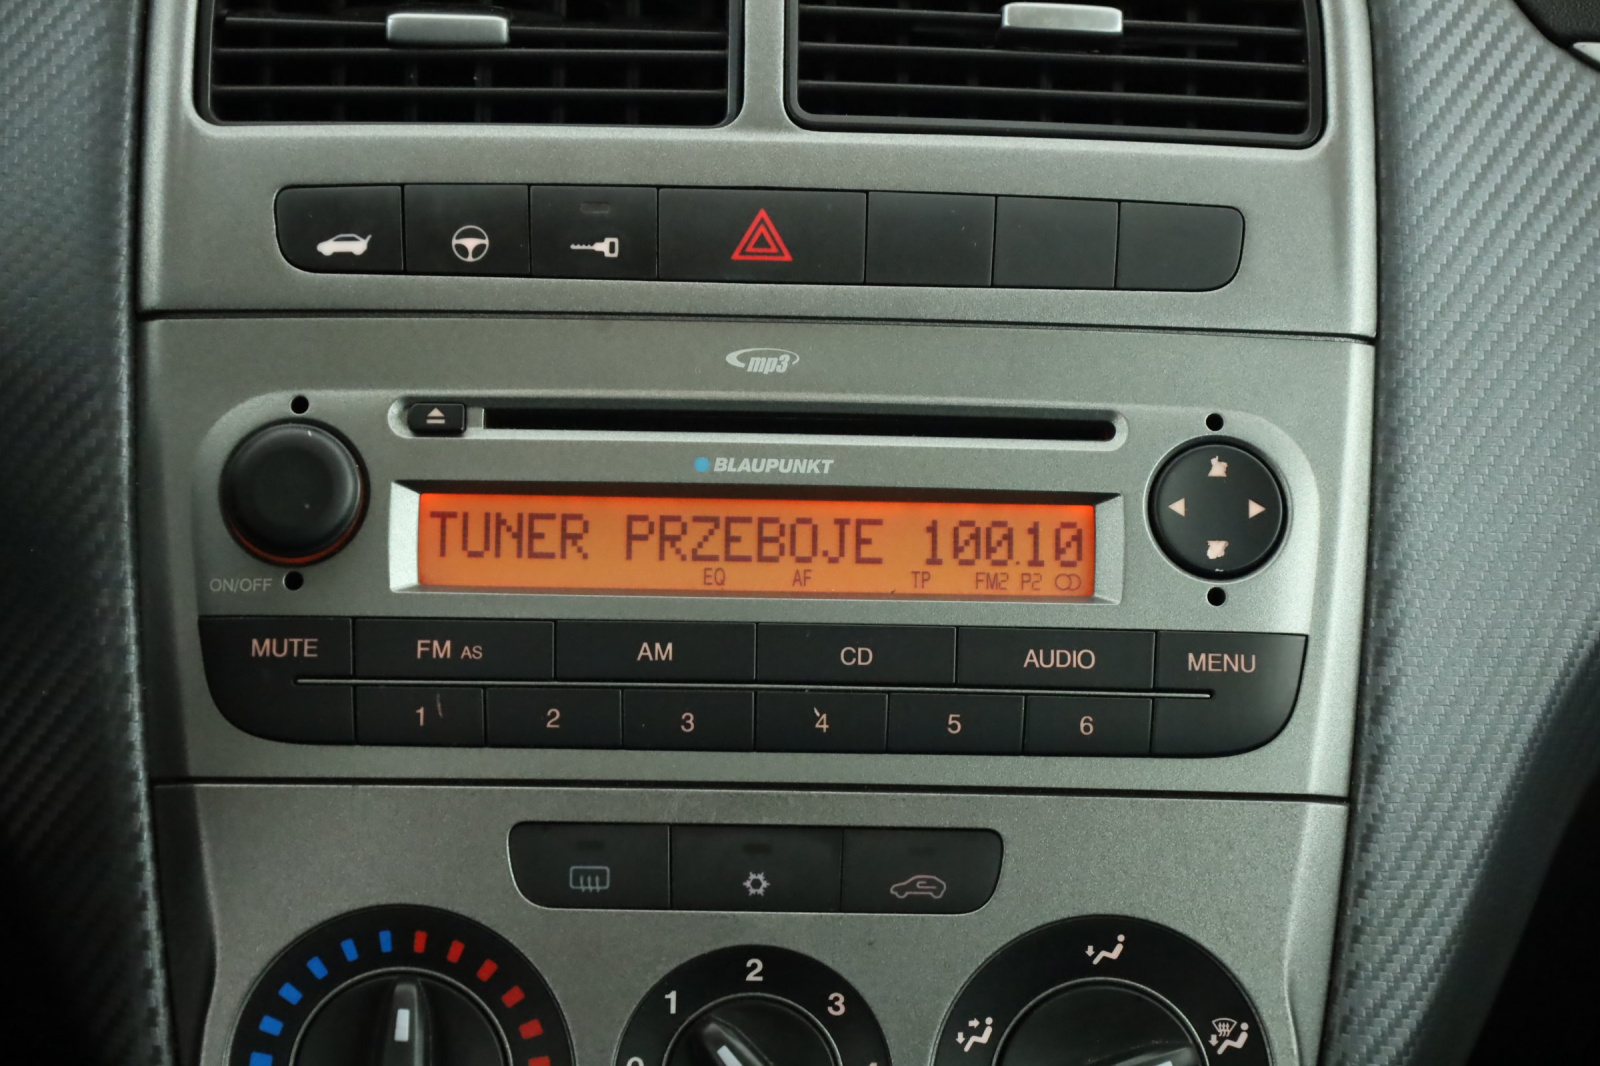 mp3
BLAUPUNKT
TUNER PRZEBOJE 100.10
EQ AF TP FM2 P2
ON/OFF
MUTE FM AS AM CD AUDIO MENU
1 2 3 4 5 6
1 2 3